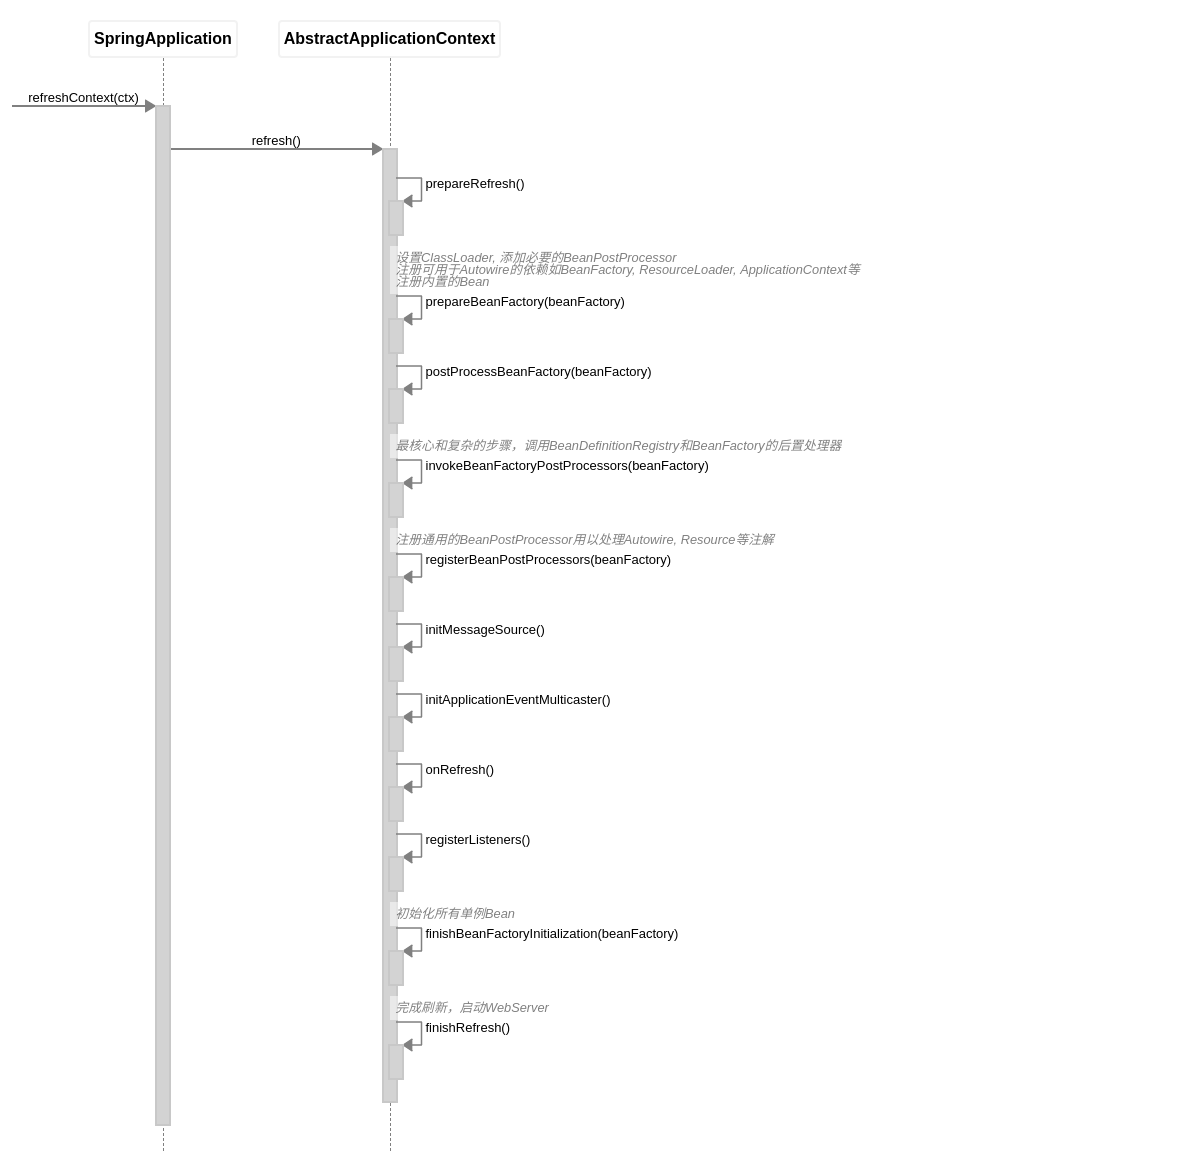 SpringApplication
AbstractApplicationContext
refreshContext(ctx)
refresh()
prepareRefresh()
设置ClassLoader, 添加必要的BeanPostProcessor
注册可用于Autowire的依赖如BeanFactory, ResourceLoader, ApplicationContext等
注册内置的Bean
prepareBeanFactory(beanFactory)
postProcessBeanFactory(beanFactory)
最核心和复杂的步骤，调用BeanDefinitionRegistry和BeanFactory的后置处理器
invokeBeanFactoryPostProcessors(beanFactory)
注册通用的BeanPostProcessor用以处理Autowire, Resource等注解
registerBeanPostProcessors(beanFactory)
initMessageSource()
initApplicationEventMulticaster()
onRefresh()
registerListeners()
初始化所有单例Bean
finishBeanFactoryInitialization(beanFactory)
完成刷新，启动WebServer
finishRefresh()